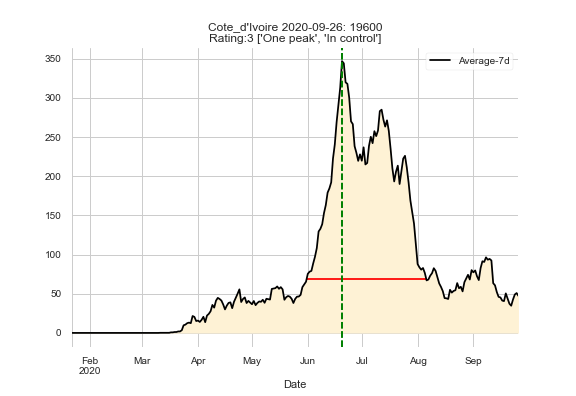 Cote_d'Ivoire 2020-09-26: 19600
Rating:3 ['One peak', 'In control']
Average-7d
350
300
250
200
150
100
50
0
Feb Mar Apr May Jun Jul Aug Sep
2020
Date